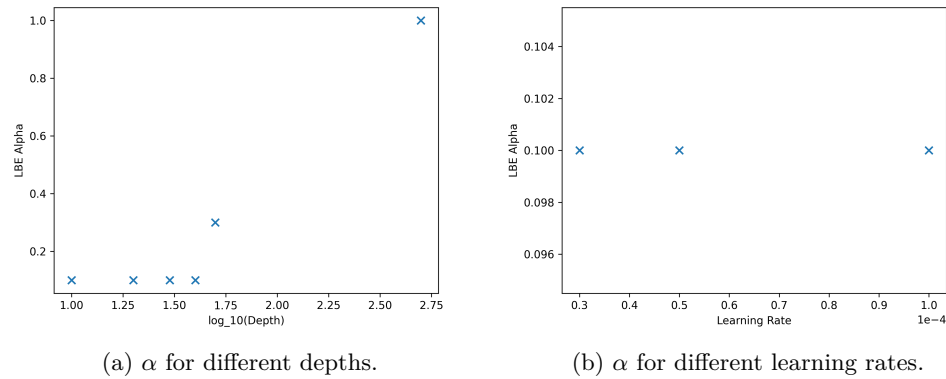 1.0
0.8
0.6
0.4
0.2
LBE Alpha
1.00 1.25 1.50 1.75 2.00 2.25 2.50 2.75
log_10(Depth)
(a) α for different depths.
0.104
0.102
0.100
0.098
0.096
LBE Alpha
0.3 0.4 0.5 0.6 0.7 0.8 0.9 1.0
1e−4
Learning Rate
(b) α for different learning rates.